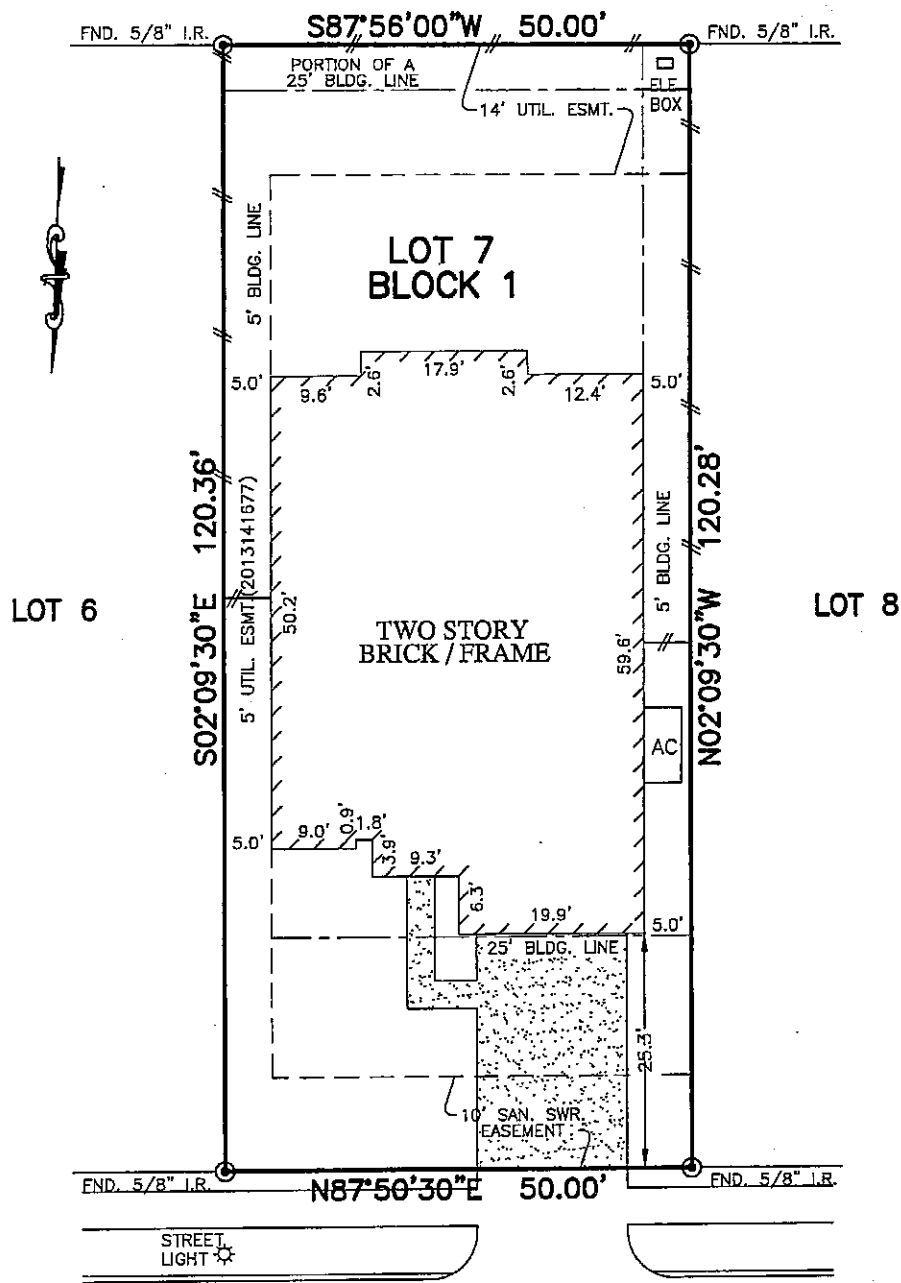 S87°56'00"W 50.00'
FND. 5/8" I.R.
FND. 5/8" I.R.
PORTION OF A
25' BLDG. LINE
ELE
BOX
14' UTIL. ESMT.
5' BLDG. LINE
LOT 7
BLOCK 1
17.9'
2.6'
2.6'
9.6'
12.4'
5.0'
5.0'
S02°09'30"E 120.36'
5' UTIL ESMT.(2013141677)
50.2'
N02°09'30"W 120.28'
5' BLDG. LINE
59.6'
LOT 6
LOT 8
TWO STORY
BRICK / FRAME
AC
5.0'
9.0'
0.9'
1.8'
3.9'
9.3'
6.3'
19.9'
5.0'
25' BLDG. LINE
25.3'
10' SAN. SWR.
EASEMENT
FND. 5/8" I.R.
N87°50'30"E 50.00'
FND. 5/8" I.R.
STREET
LIGHT